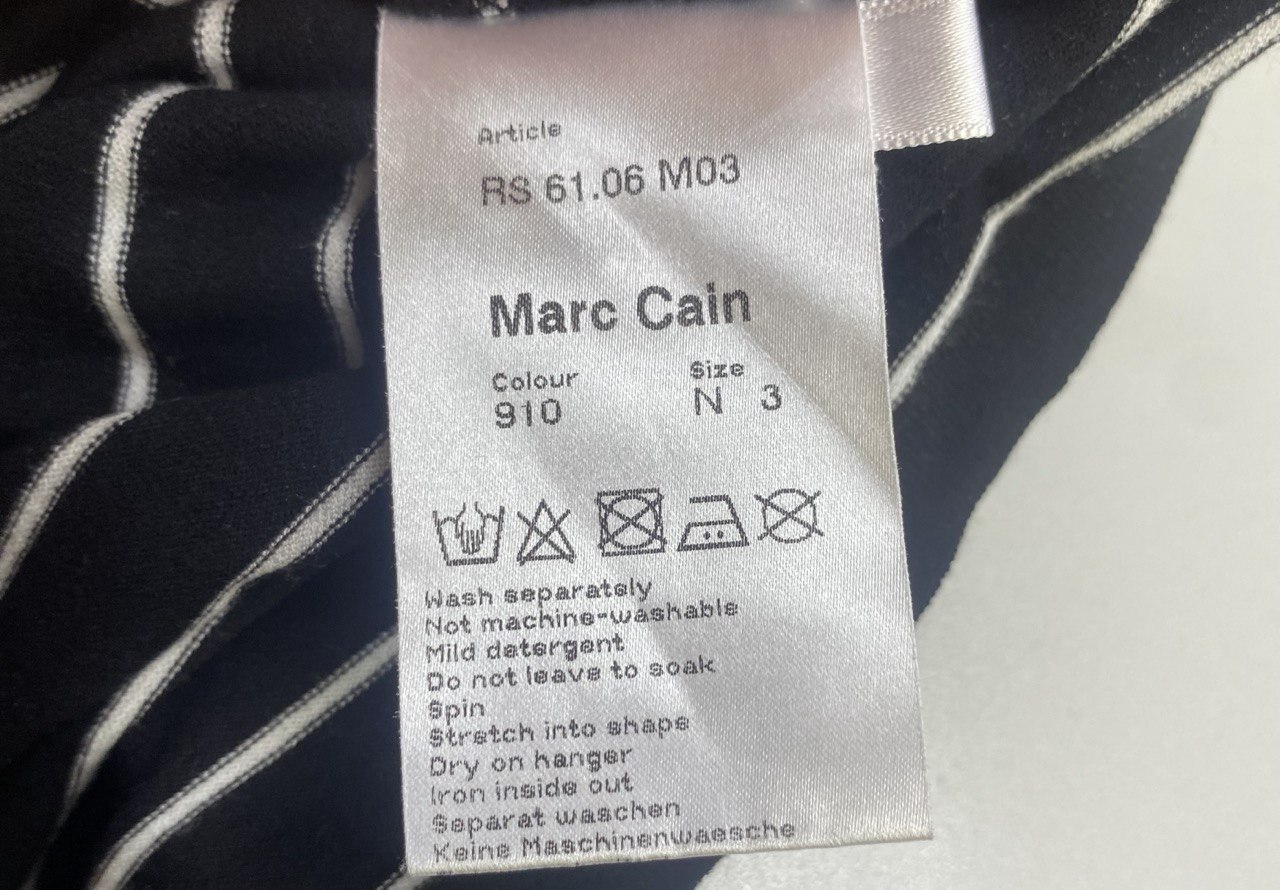 Article
RS 61.06 M03
Marc Cain
Colour Size
910 N 3
Wash separately
Not machine-washable
Mild detergent
Do not leave to soak
Spin
Stretch into shape
Dry on hanger
Iron inside out
Separat waschen
Keine Maschinenwaesche